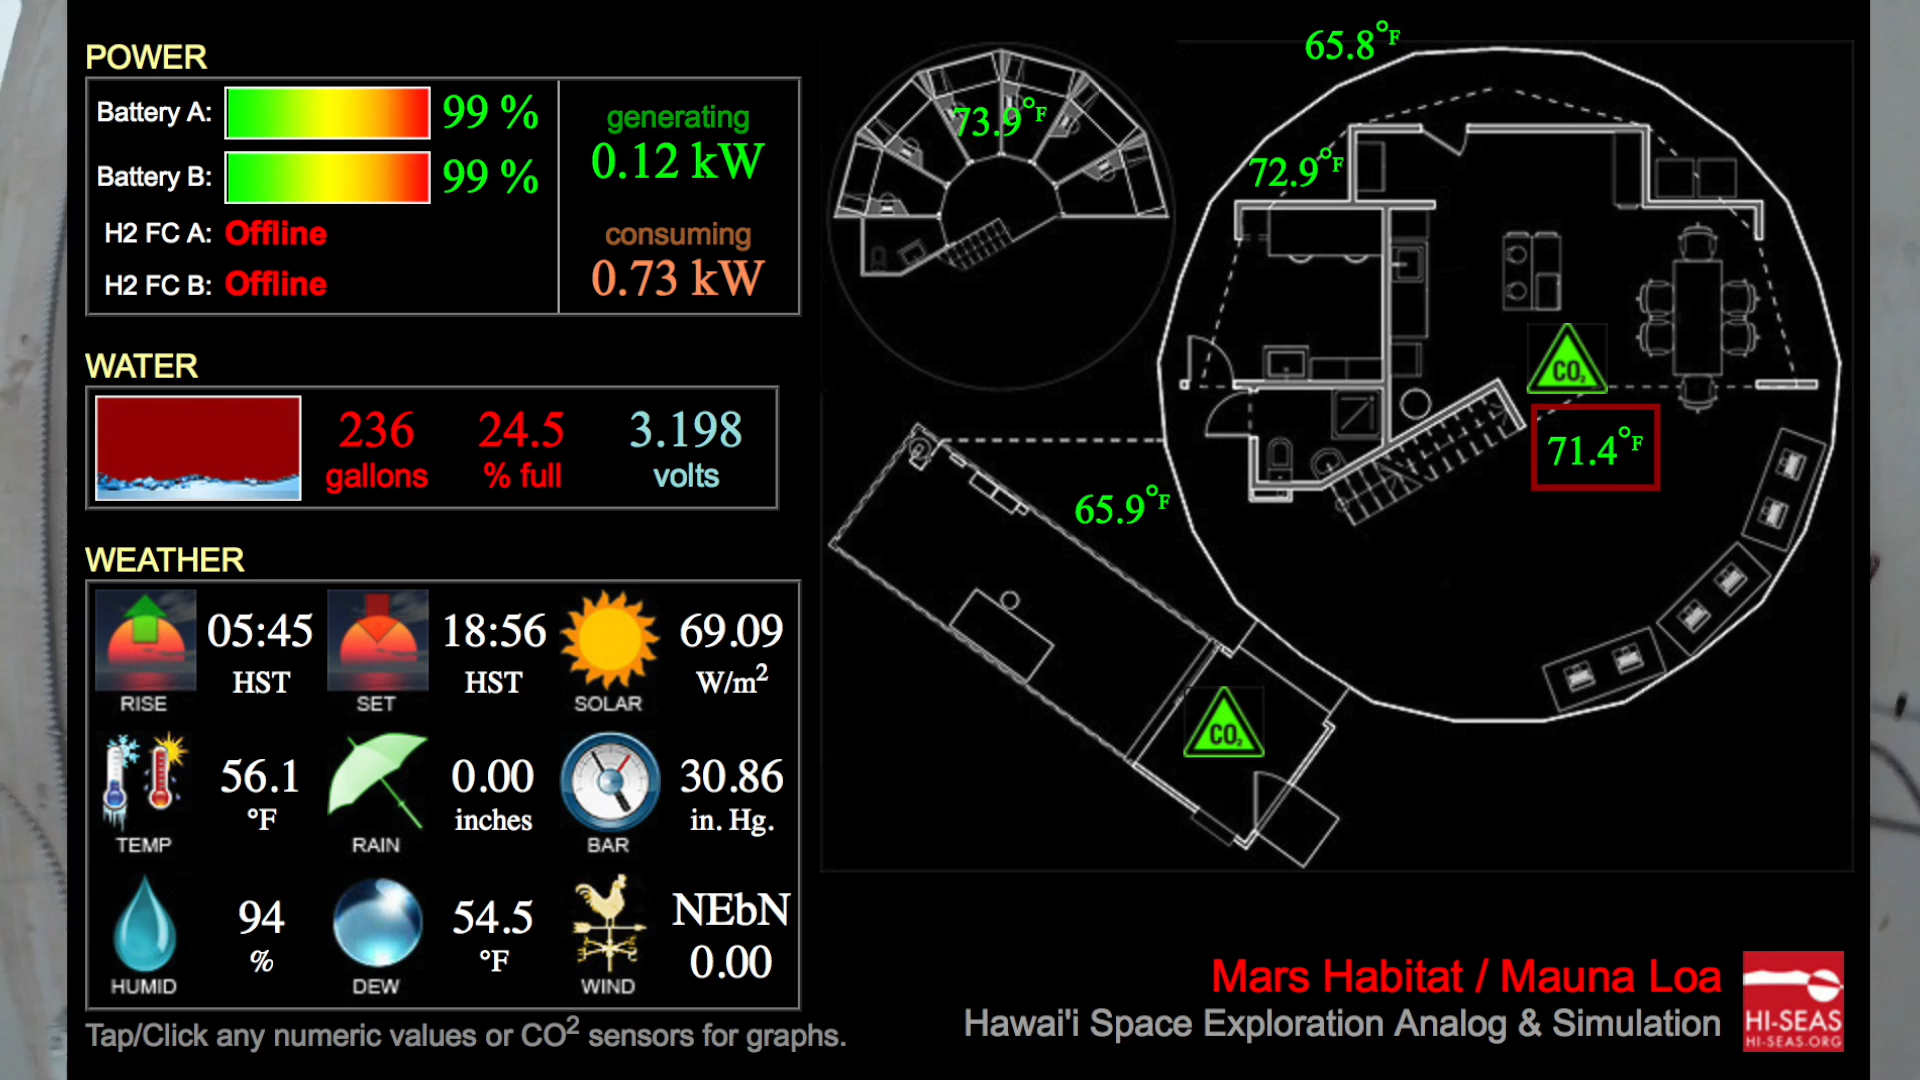 POWER
Battery A: 99 %
Battery B: 99 %
H2 FC A: Offline
H2 FC B: Offline
generating
0.12 kW
consuming
0.73 kW
WATER
236 gallons
24.5 % full
3.198 volts
WEATHER
RISE 05:45 HST
SET 18:56 HST
SOLAR 69.09 W/m²
TEMP 56.1 °F
RAIN 0.00 inches
BAR 30.86 in. Hg.
HUMID 94 %
DEW 54.5 °F
WIND NEbN 0.00
Tap/Click any numeric values or CO² sensors for graphs.
65.8°F
73.9°F
72.9°F
CO₂
71.4°F
65.9°F
CO₂
Mars Habitat / Mauna Loa
Hawai'i Space Exploration Analog & Simulation
HI-SEAS
HI-SEAS.ORG